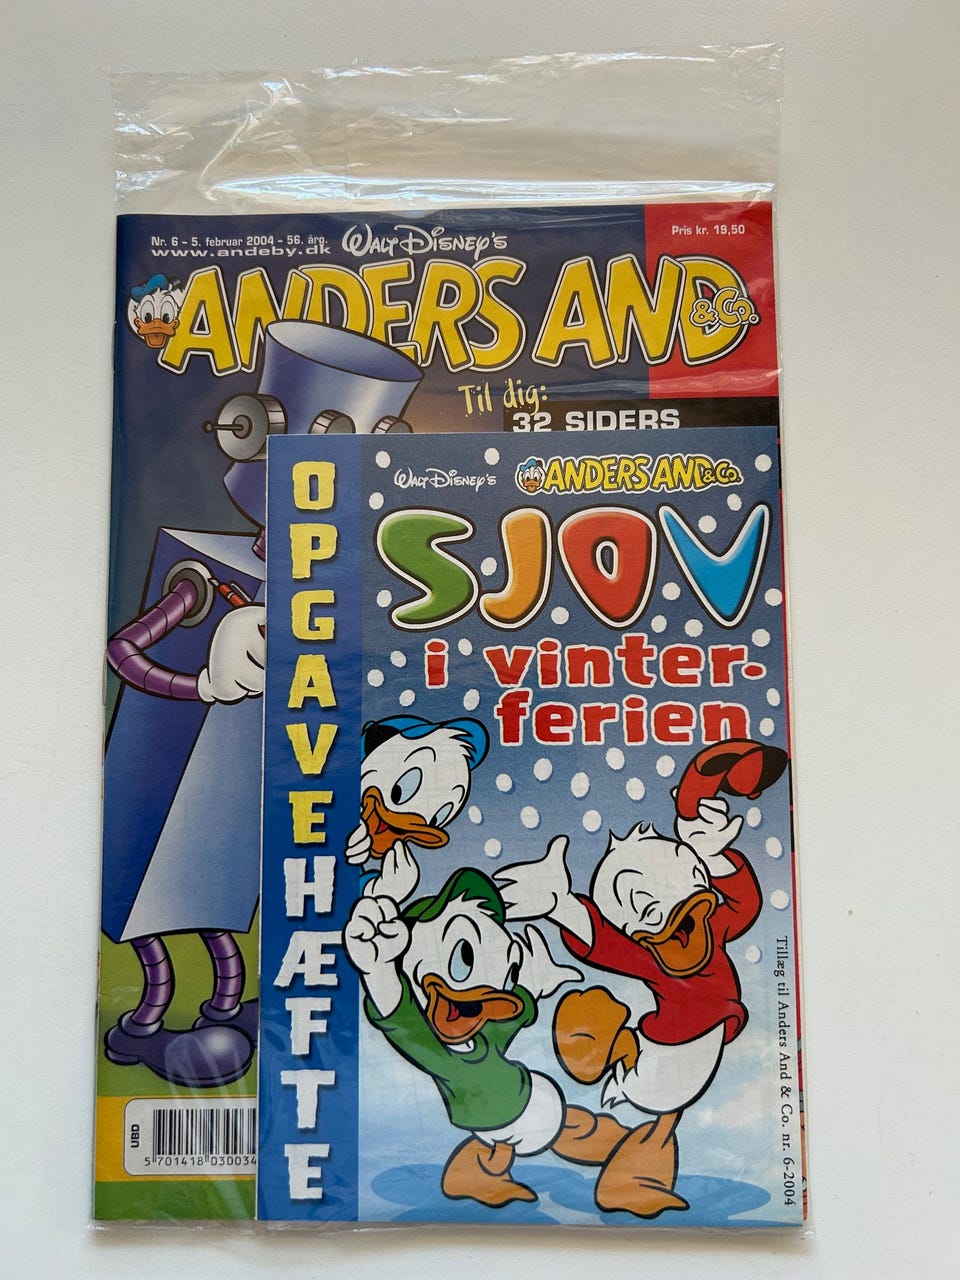 Nr. 6 - 5. februar 2004 - 56. årg.
www.andeby.dk
WALT DISNEY'S
Pris kr. 19,50
ANDERS AND
&Co.
Til dig:
32 SIDERS
OPGAVEHÆFTE
WALT DISNEY'S
ANDERS AND &Co.
SJOV
i vinter-
ferien
Tillæg til Anders And & Co. nr. 6-2004
UBD
5 701418 030034